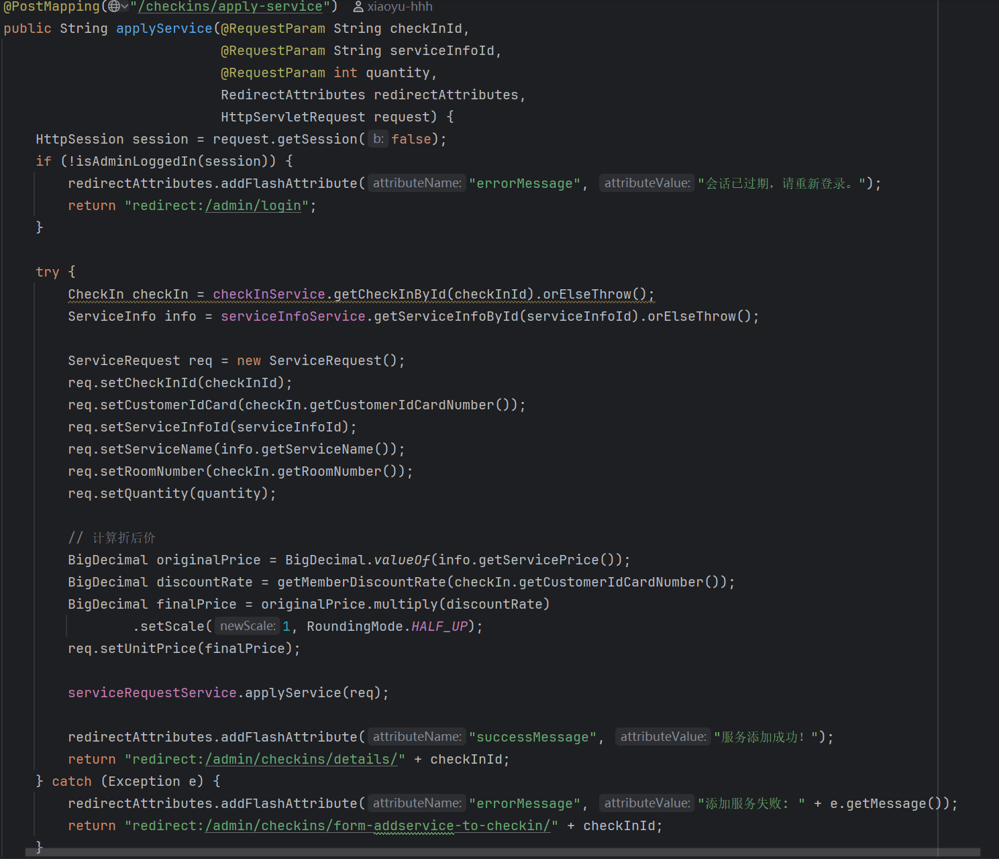 @PostMapping("/checkins/apply-service") xiaoyu-hhh
public String applyService(@RequestParam String checkInId,
@RequestParam String serviceInfoId,
@RequestParam int quantity,
RedirectAttributes redirectAttributes,
HttpServletRequest request) {
HttpSession session = request.getSession( b: false);
if (!isAdminLoggedIn(session)) {
redirectAttributes.addFlashAttribute( attributeName: "errorMessage", attributeValue: "会话已过期，请重新登录。");
return "redirect:/admin/login";
}
try {
CheckIn checkIn = checkInService.getCheckInById(checkInId).orElseThrow();
ServiceInfo info = serviceInfoService.getServiceInfoById(serviceInfoId).orElseThrow();
ServiceRequest req = new ServiceRequest();
req.setCheckInId(checkInId);
req.setCustomerIdCard(checkIn.getCustomerIdCardNumber());
req.setServiceInfoId(serviceInfoId);
req.setServiceName(info.getServiceName());
req.setRoomNumber(checkIn.getRoomNumber());
req.setQuantity(quantity);
// 计算折后价
BigDecimal originalPrice = BigDecimal.valueOf(info.getServicePrice());
BigDecimal discountRate = getMemberDiscountRate(checkIn.getCustomerIdCardNumber());
BigDecimal finalPrice = originalPrice.multiply(discountRate)
.setScale( newScale: 1, RoundingMode.HALF_UP);
req.setUnitPrice(finalPrice);
serviceRequestService.applyService(req);
redirectAttributes.addFlashAttribute( attributeName: "successMessage", attributeValue: "服务添加成功！");
return "redirect:/admin/checkins/details/" + checkInId;
} catch (Exception e) {
redirectAttributes.addFlashAttribute( attributeName: "errorMessage", attributeValue: "添加服务失败：" + e.getMessage());
return "redirect:/admin/checkins/form-addservice-to-checkin/" + checkInId;
}